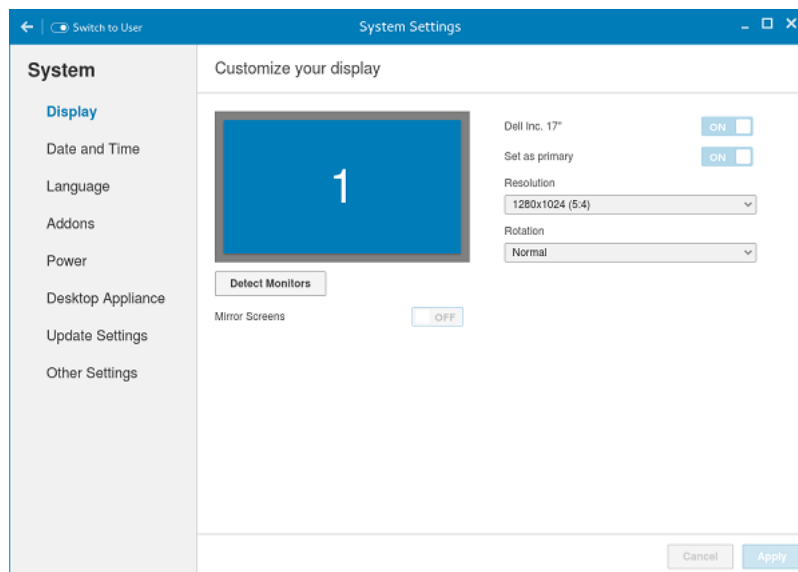 Switch to User
System Settings
System
Display
Date and Time
Language
Addons
Power
Desktop Appliance
Update Settings
Other Settings
Customize your display
1
Detect Monitors
Mirror Screens
OFF
Dell Inc. 17"
ON
Set as primary
ON
Resolution
1280x1024 (5:4)
Rotation
Normal
Cancel
Apply